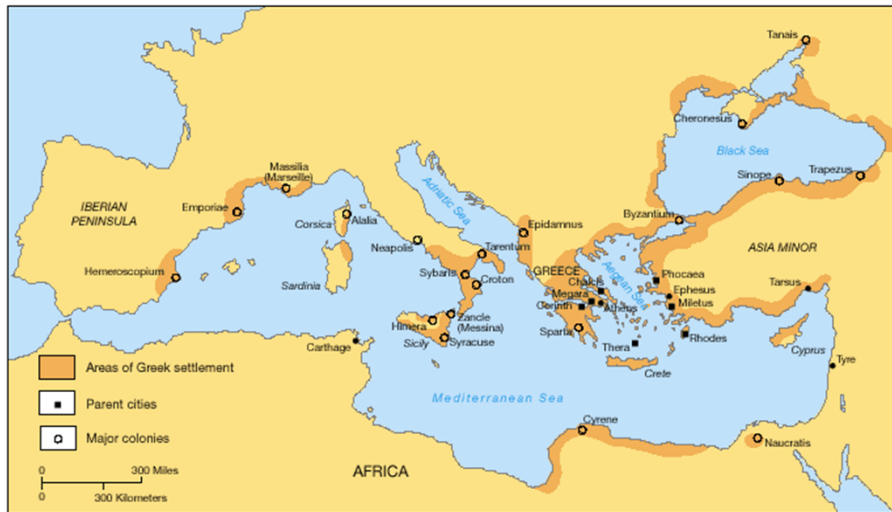 Tanais
Cheronesus
Black Sea
Sinope
Trapezus
Byzantium
Massilia
(Marseille)
IBERIAN
PENINSULA
Emporiae
Corsica
Alalia
Adriatic Sea
Epidamnus
Neapolis
Tarentum
ASIA MINOR
Hemeroscopium
Sardinia
Sybaris
Croton
GREECE
Aegean Sea
Phocaea
Chalcis
Ephesus
Megara
Miletus
Tarsus
Corinth
Athens
Himera
Zancle
(Messina)
Sparta
Sicily
Syracuse
Carthage
Thera
Rhodes
Cyprus
Tyre
Crete
Areas of Greek settlement
Parent cities
Major colonies
Mediterranean Sea
Cyrene
Naucratis
AFRICA
0 300 Miles
0 300 Kilometers